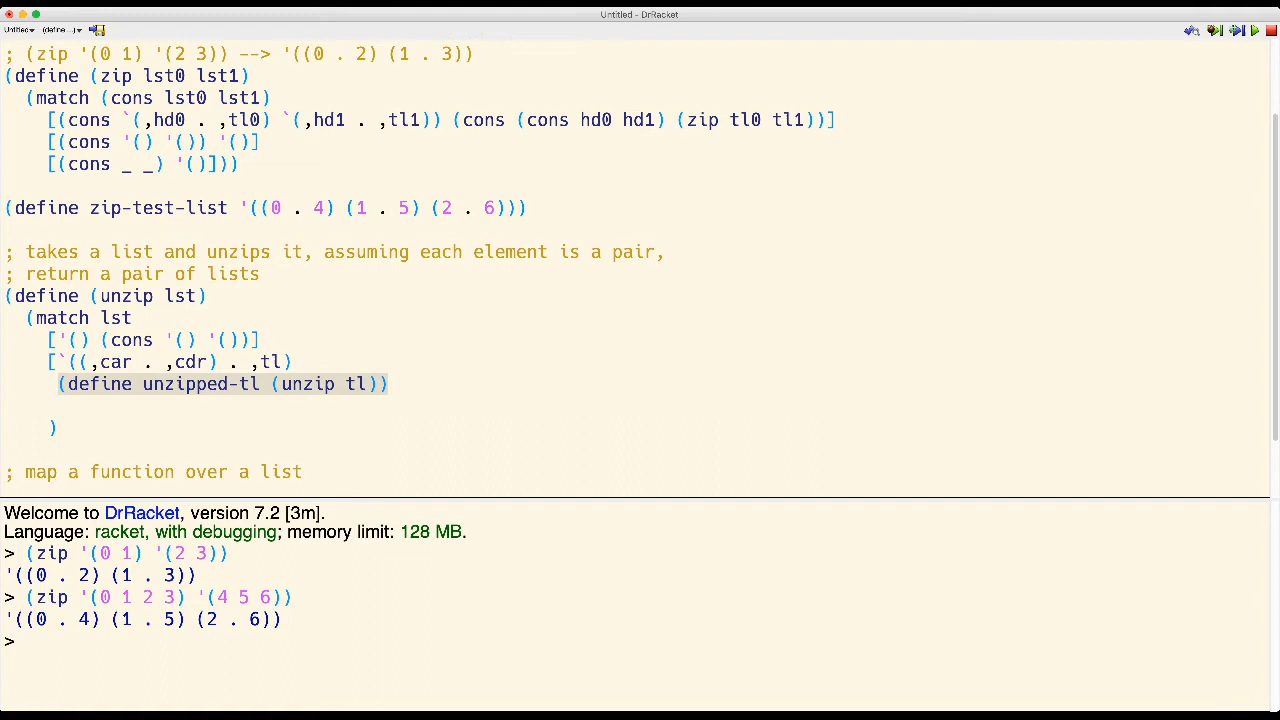 Untitled - DrRacket
Untitled▾ (define ...)▾
; (zip '(0 1) '(2 3)) --> '((0 . 2) (1 . 3))
(define (zip lst0 lst1)
  (match (cons lst0 lst1)
    [(cons `(,hd0 . ,tl0) `(,hd1 . ,tl1)) (cons (cons hd0 hd1) (zip tl0 tl1))]
    [(cons '() '()) '()]
    [(cons _ _) '()]))
(define zip-test-list '((0 . 4) (1 . 5) (2 . 6)))
; takes a list and unzips it, assuming each element is a pair,
; return a pair of lists
(define (unzip lst)
  (match lst
    ['() (cons '() '())]
    [`((,car . ,cdr) . ,tl)
     (define unzipped-tl (unzip tl))
    )
; map a function over a list
Welcome to DrRacket, version 7.2 [3m].
Language: racket, with debugging; memory limit: 128 MB.
> (zip '(0 1) '(2 3))
'((0 . 2) (1 . 3))
> (zip '(0 1 2 3) '(4 5 6))
'((0 . 4) (1 . 5) (2 . 6))
>